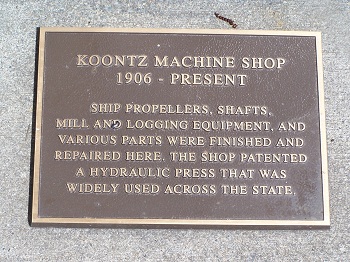 KOONTZ MACHINE SHOP
1906 - PRESENT
SHIP PROPELLERS, SHAFTS,
MILL AND LOGGING EQUIPMENT, AND
VARIOUS PARTS WERE FINISHED AND
REPAIRED HERE. THE SHOP PATENTED
A HYDRAULIC PRESS THAT WAS
WIDELY USED ACROSS THE STATE.